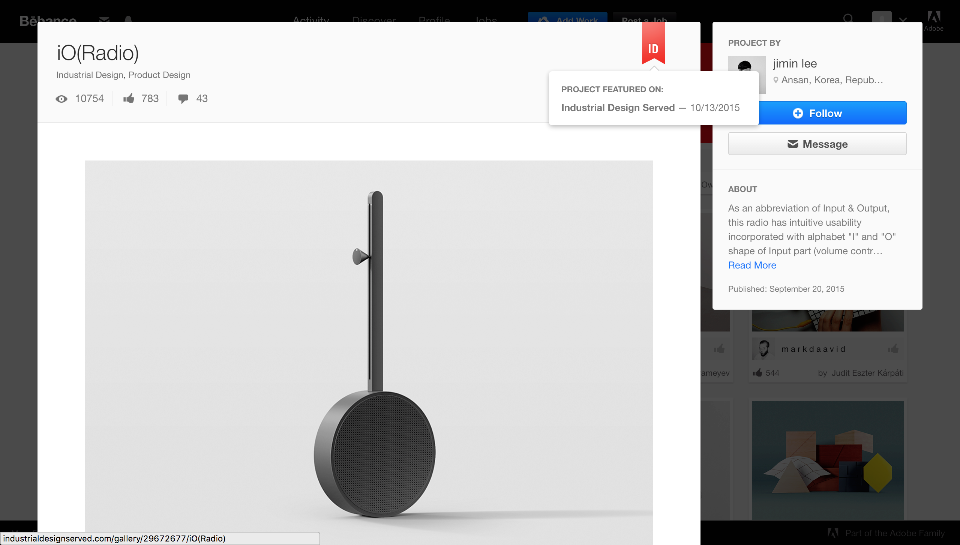 Bēhance
Activity Discover Profile Jobs
Add Work
Post a Job
Adobe
iO(Radio)
Industrial Design, Product Design
10754 783 43
ID
PROJECT FEATURED ON:
Industrial Design Served — 10/13/2015
PROJECT BY
jimin lee
Ansan, Korea, Repub…
Follow
Message
ABOUT
As an abbreviation of Input & Output,
this radio has intuitive usability
incorporated with alphabet "I" and "O"
shape of Input part (volume contr…
Read More
Published: September 20, 2015
markdaavid
544
by Judit Eszter Kárpáti
Part of the Adobe Family
industrialdesignserved.com/gallery/29672677/iO(Radio)